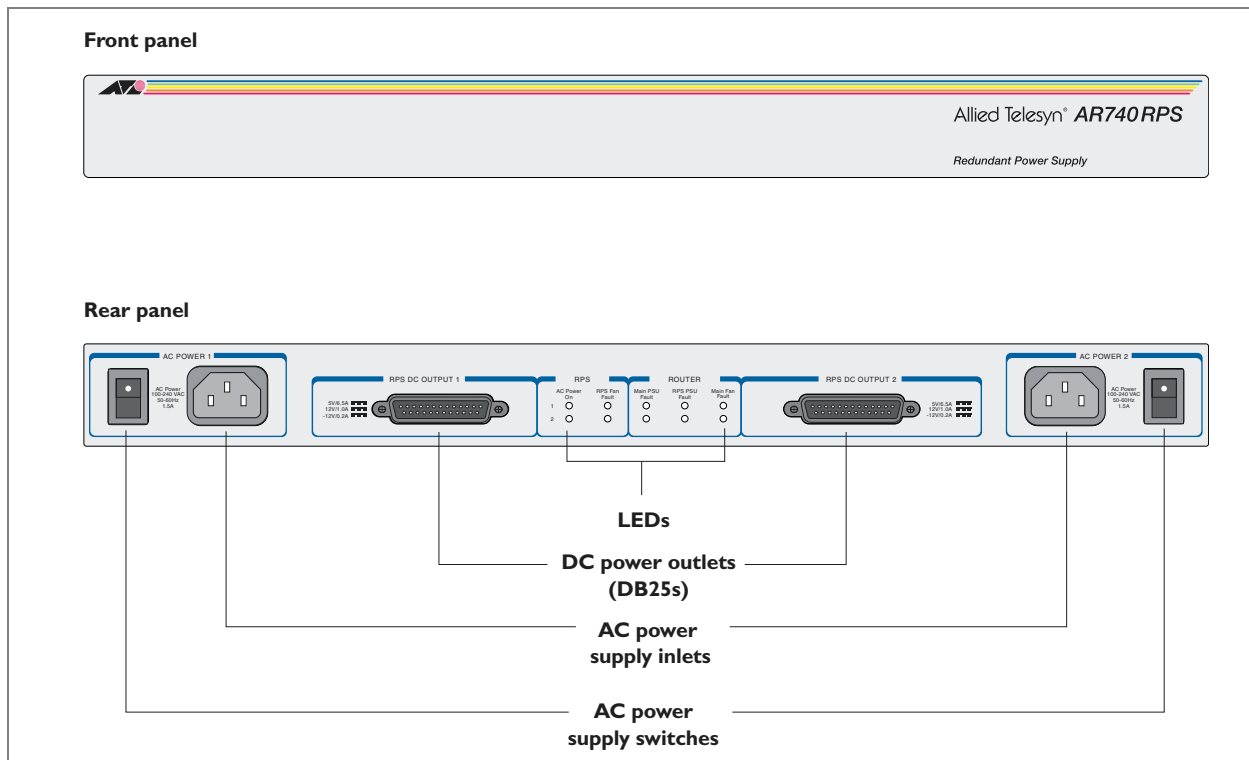 Front panel
Allied Telesyn® AR740 RPS
Redundant Power Supply
Rear panel
AC POWER 1
AC Power
100-240 VAC
50-60Hz
1.5A
RPS DC OUTPUT 1
5V/6.5A
12V/1.0A
-12V/0.2A
RPS
AC Power
On
RPS Fan
Fault
1
2
ROUTER
Main PSU
Fault
RPS PSU
Fault
Main Fan
Fault
RPS DC OUTPUT 2
5V/6.5A
12V/1.0A
-12V/0.2A
AC POWER 2
AC Power
100-240 VAC
50-60Hz
1.5A
LEDs
DC power outlets
(DB25s)
AC power
supply inlets
AC power
supply switches